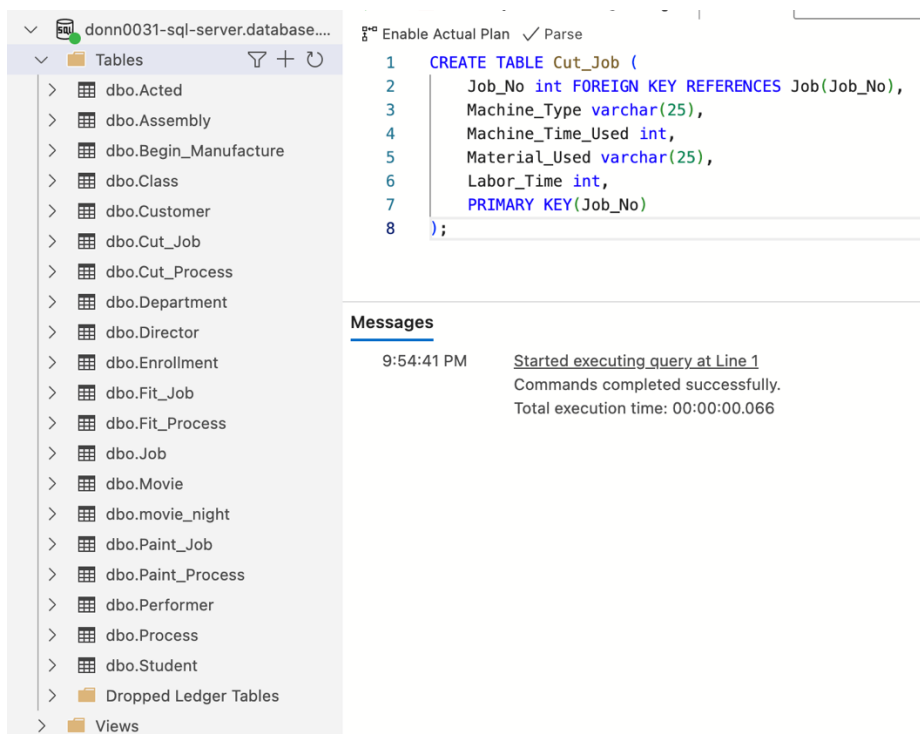 donn0031-sql-server.database....
Tables
dbo.Acted
dbo.Assembly
dbo.Begin_Manufacture
dbo.Class
dbo.Customer
dbo.Cut_Job
dbo.Cut_Process
dbo.Department
dbo.Director
dbo.Enrollment
dbo.Fit_Job
dbo.Fit_Process
dbo.Job
dbo.Movie
dbo.movie_night
dbo.Paint_Job
dbo.Paint_Process
dbo.Performer
dbo.Process
dbo.Student
Dropped Ledger Tables
Views
Enable Actual Plan Parse
1 CREATE TABLE Cut_Job (
2 Job_No int FOREIGN KEY REFERENCES Job(Job_No),
3 Machine_Type varchar(25),
4 Machine_Time_Used int,
5 Material_Used varchar(25),
6 Labor_Time int,
7 PRIMARY KEY(Job_No)
8 );
Messages
9:54:41 PM Started executing query at Line 1
Commands completed successfully.
Total execution time: 00:00:00.066